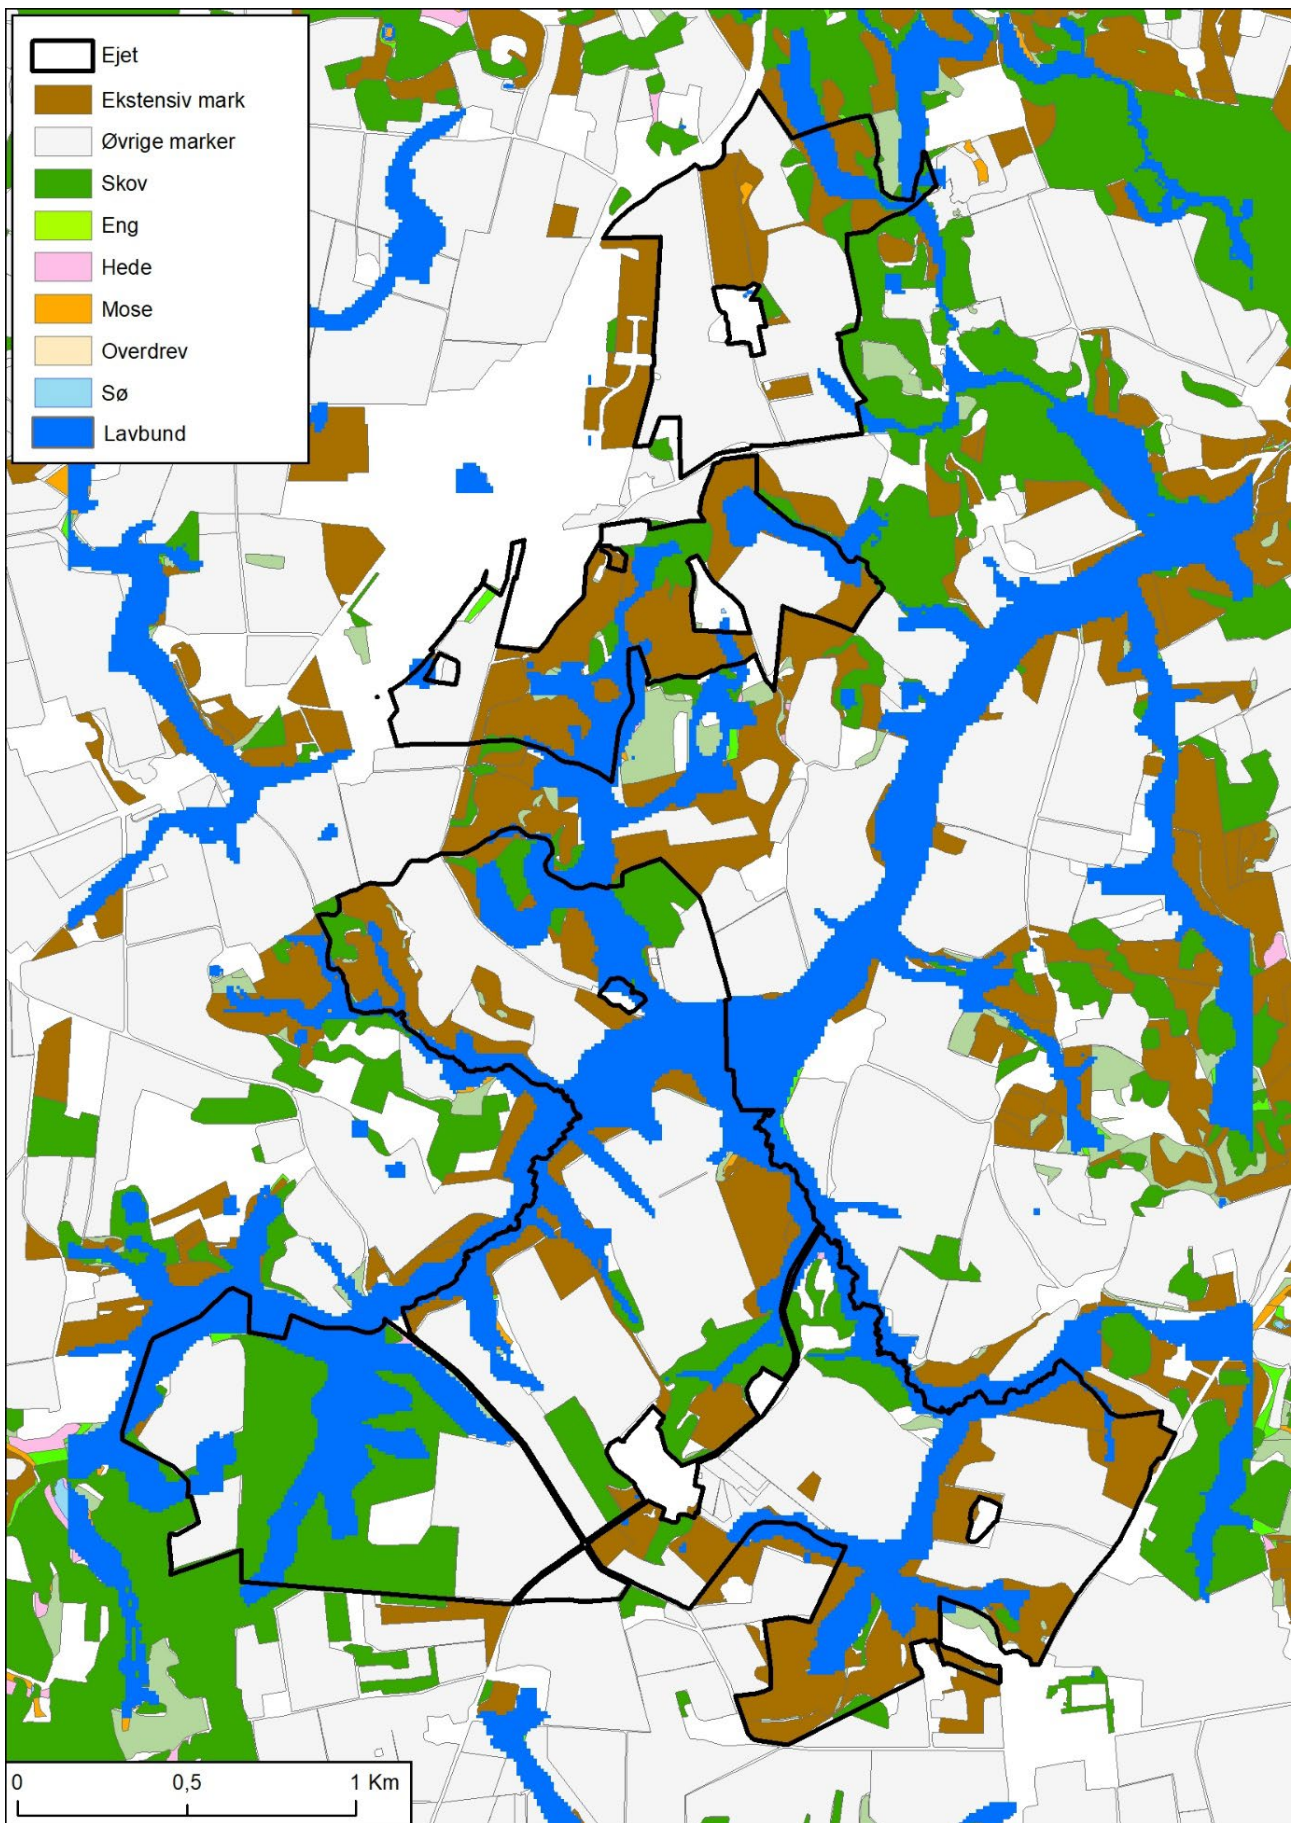 Ejet
Ekstensiv mark
Øvrige marker
Skov
Eng
Hede
Mose
Overdrev
Sø
Lavbund
0 0,5 1 Km